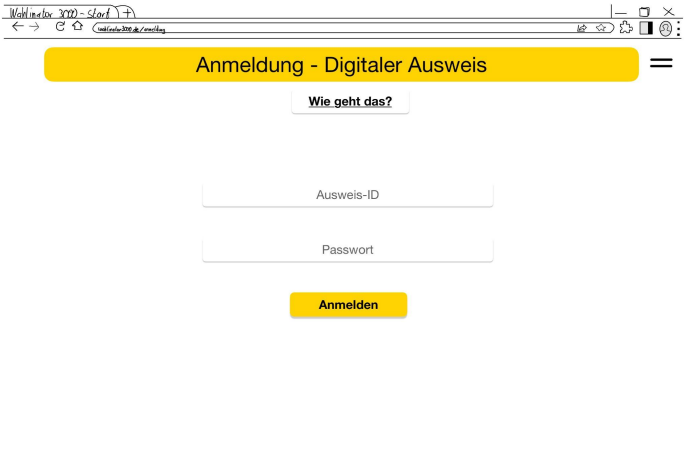 Wahlinator 3000 - Start
wahlinator3000.de/anmeldung
Anmeldung - Digitaler Ausweis
Wie geht das?
Ausweis-ID
Passwort
Anmelden